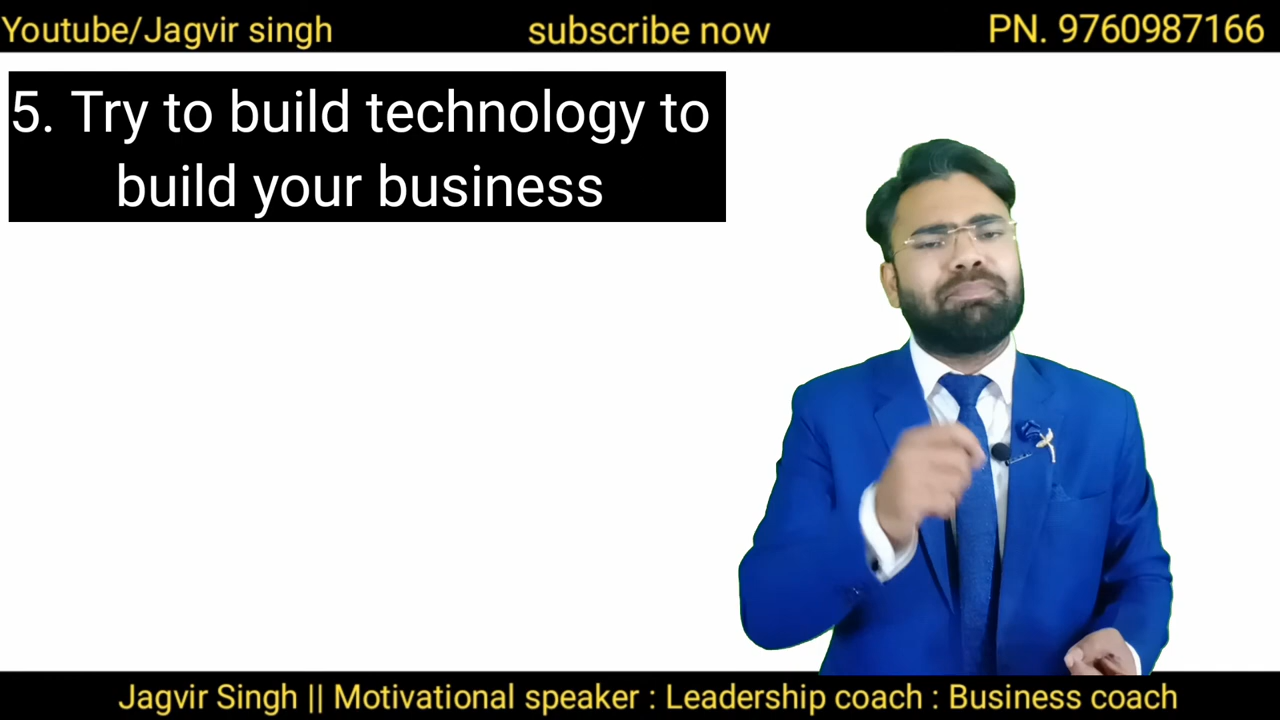 Youtube/Jagvir singh subscribe now PN. 9760987166
5. Try to build technology to
build your business
Jagvir Singh || Motivational speaker : Leadership coach : Business coach